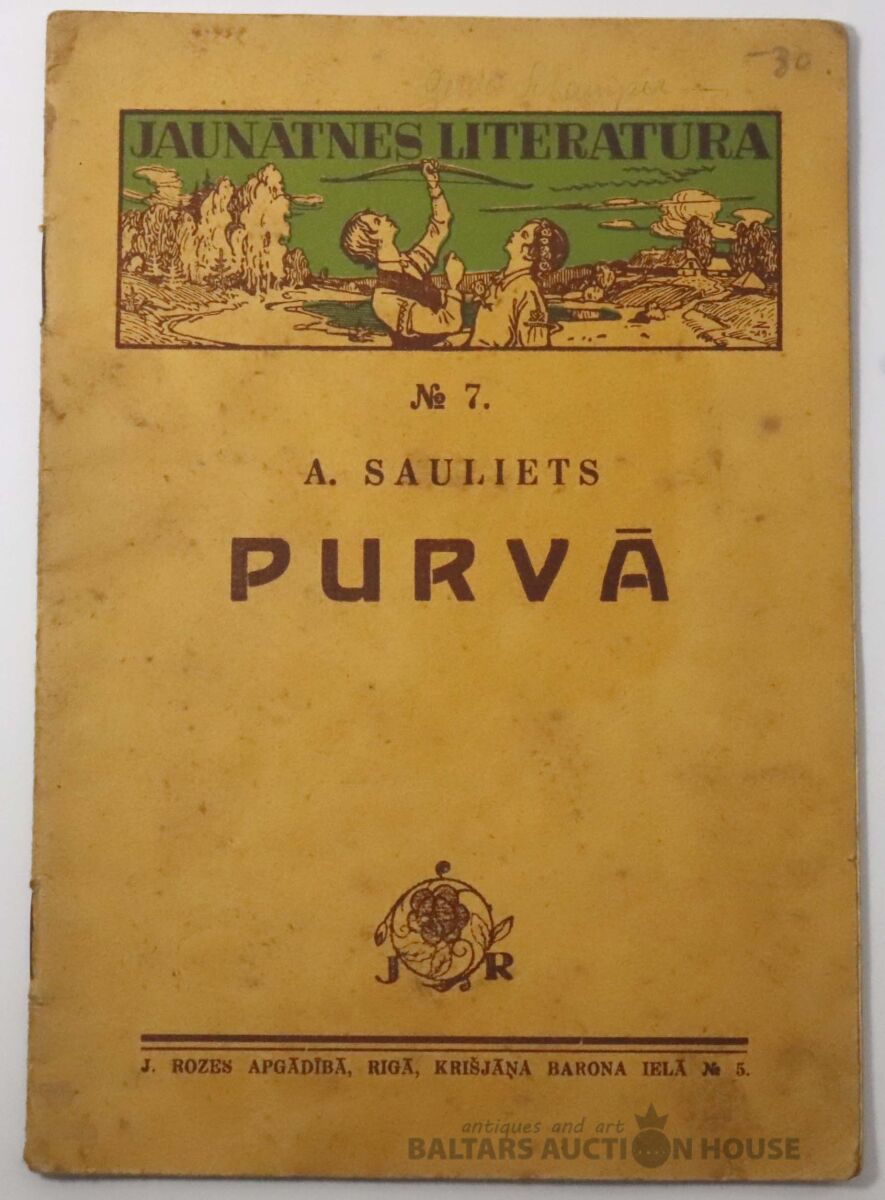 -30
JAUNĀTNES LITERATURA
№ 7.
A. SAULIETS
PURVĀ
J R
J. ROZES APGĀDĪBĀ, RIGĀ, KRIŠJĀŅA BARONA IELĀ № 5.
antiques and art
BALTARS AUCTION HOUSE